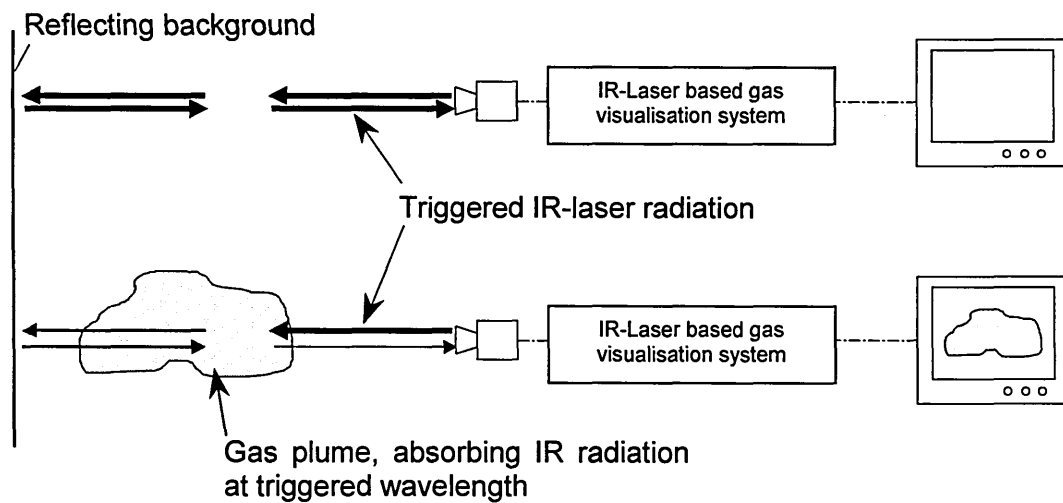 Reflecting background
IR-Laser based gas
visualisation system
Triggered IR-laser radiation
IR-Laser based gas
visualisation system
Gas plume, absorbing IR radiation
at triggered wavelength